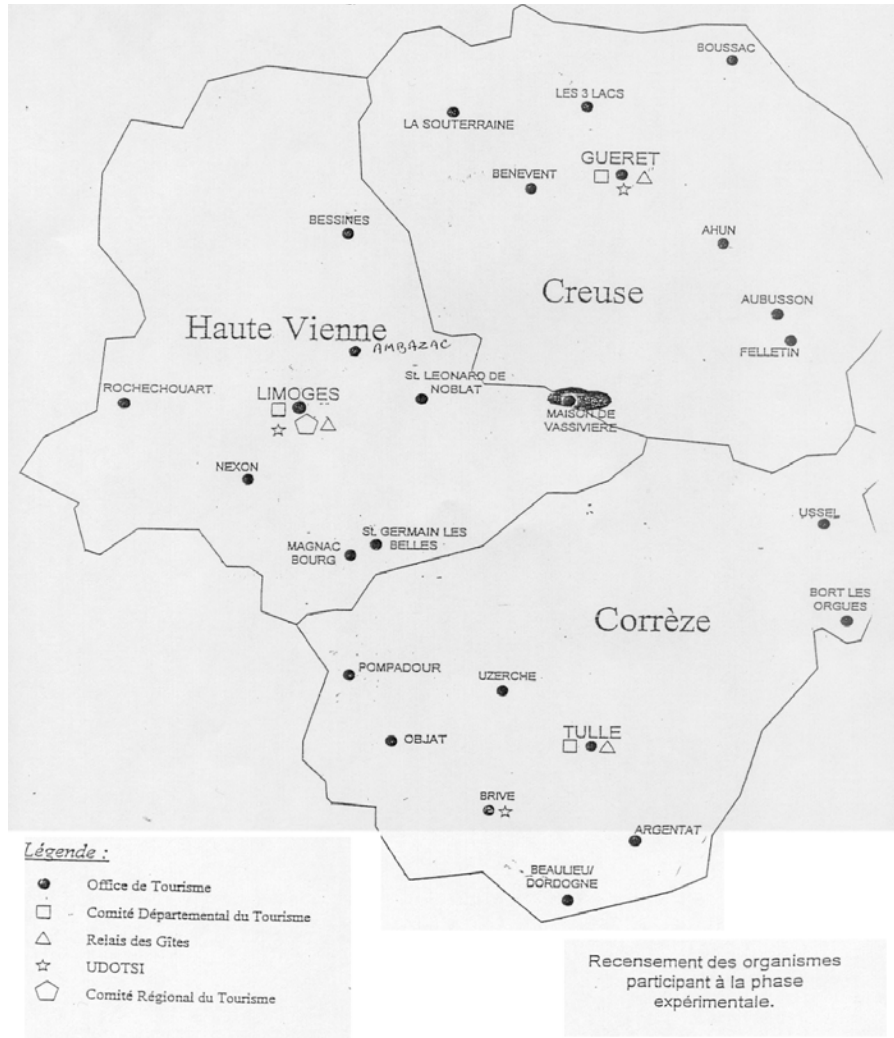 BOUSSAC
LES 3 LACS
LA SOUTERRAINE
GUERET
BENEVENT
BESSINES
AHUN
Creuse
AUBUSSON
Haute Vienne
AMBAZAC
FELLETIN
ROCHECHOUART
LIMOGES
St. LEONARD DE
NOBLAT
MAISON DE
VASSIVIERE
NEXON
USSEL
St. GERMAIN LES
BELLES
MAGNAC
BOURG
BORT LES
ORGUES
Corrèze
POMPADOUR
UZERCHE
TULLE
OBJAT
BRIVE
ARGENTAT
BEAULIEU/
DORDOGNE
Légende :
Office de Tourisme
Comité Départemental du Tourisme
Relais des Gîtes
UDOTSI
Comité Régional du Tourisme
Recensement des organismes
participant à la phase
expérimentale.